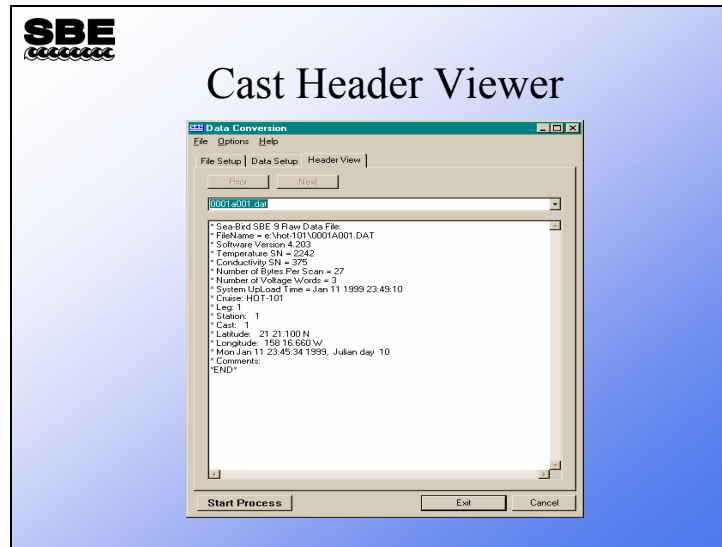 SBE
Cast Header Viewer
Data Conversion
File Options Help
File Setup Data Setup Header View
Prior Next
0001a001.dat
* Sea-Bird SBE 9 Raw Data File:
* FileName = e:\hot-101\0001A001.DAT
* Software Version 4.203
* Temperature SN = 2242
* Conductivity SN = 375
* Number of Bytes Per Scan = 27
* Number of Voltage Words = 3
* System UpLoad Time = Jan 11 1999 23:49:10
* Cruise: HOT-101
* Leg: 1
* Station: 1
* Cast: 1
* Latitude: 21 21.100 N
* Longitude: 158 16.660 W
* Mon Jan 11 23:45:34 1999, Julian day 10
* Comments:
*END*
Start Process Exit Cancel